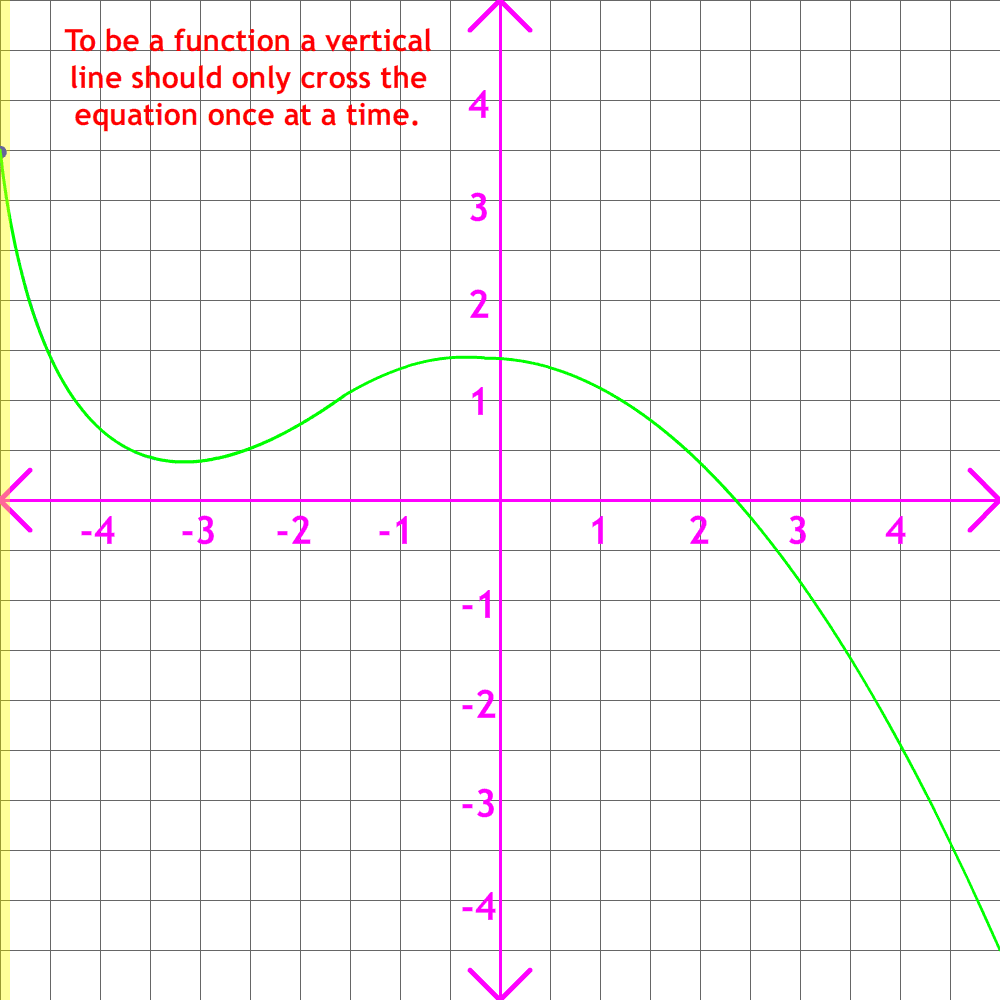 To be a function a vertical
line should only cross the
equation once at a time.
4
3
2
1
-4 -3 -2 -1 1 2 3 4
-1
-2
-3
-4